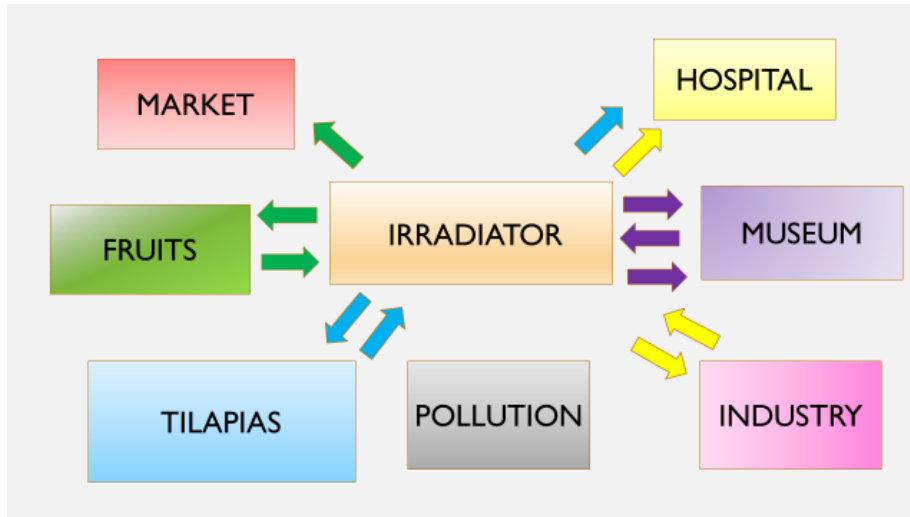 HOSPITAL
MARKET
IRRADIATOR
FRUITS
MUSEUM
TILAPIAS
POLLUTION
INDUSTRY